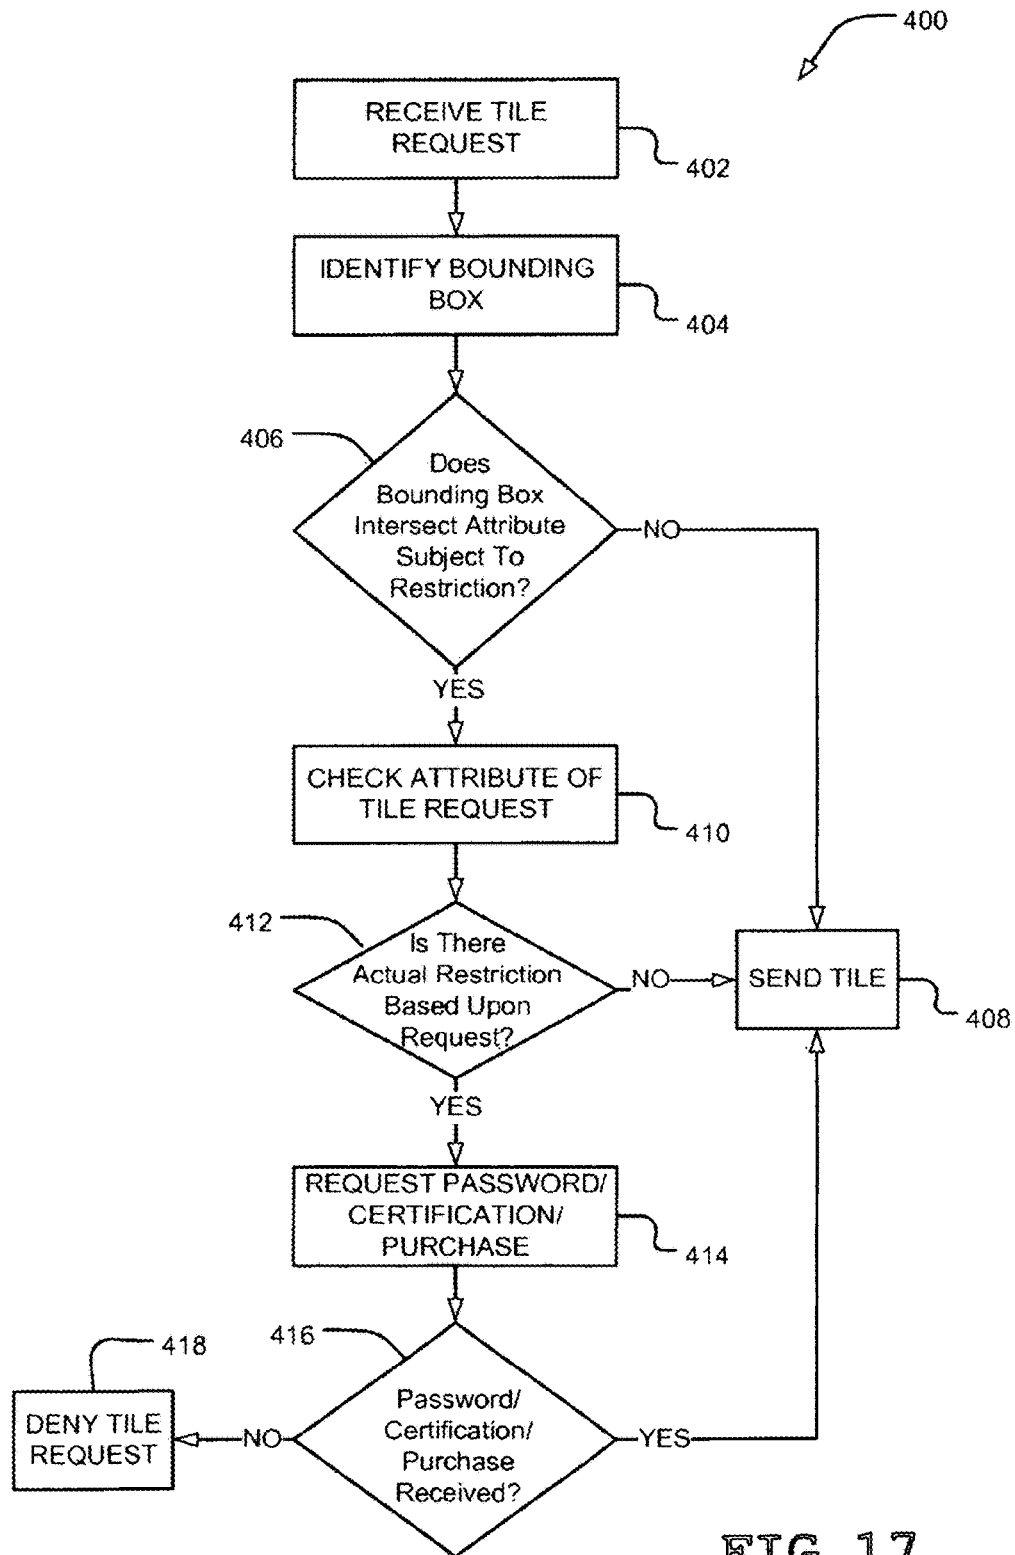 400
RECEIVE TILE
REQUEST
402
IDENTIFY BOUNDING
BOX
404
406
Does
Bounding Box
Intersect Attribute
Subject To
Restriction?
NO
YES
CHECK ATTRIBUTE OF
TILE REQUEST
410
412
Is There
Actual Restriction
Based Upon
Request?
NO
SEND TILE
408
YES
REQUEST PASSWORD/
CERTIFICATION/
PURCHASE
414
416
Password/
Certification/
Purchase
Received?
YES
NO
418
DENY TILE
REQUEST
FIG. 17